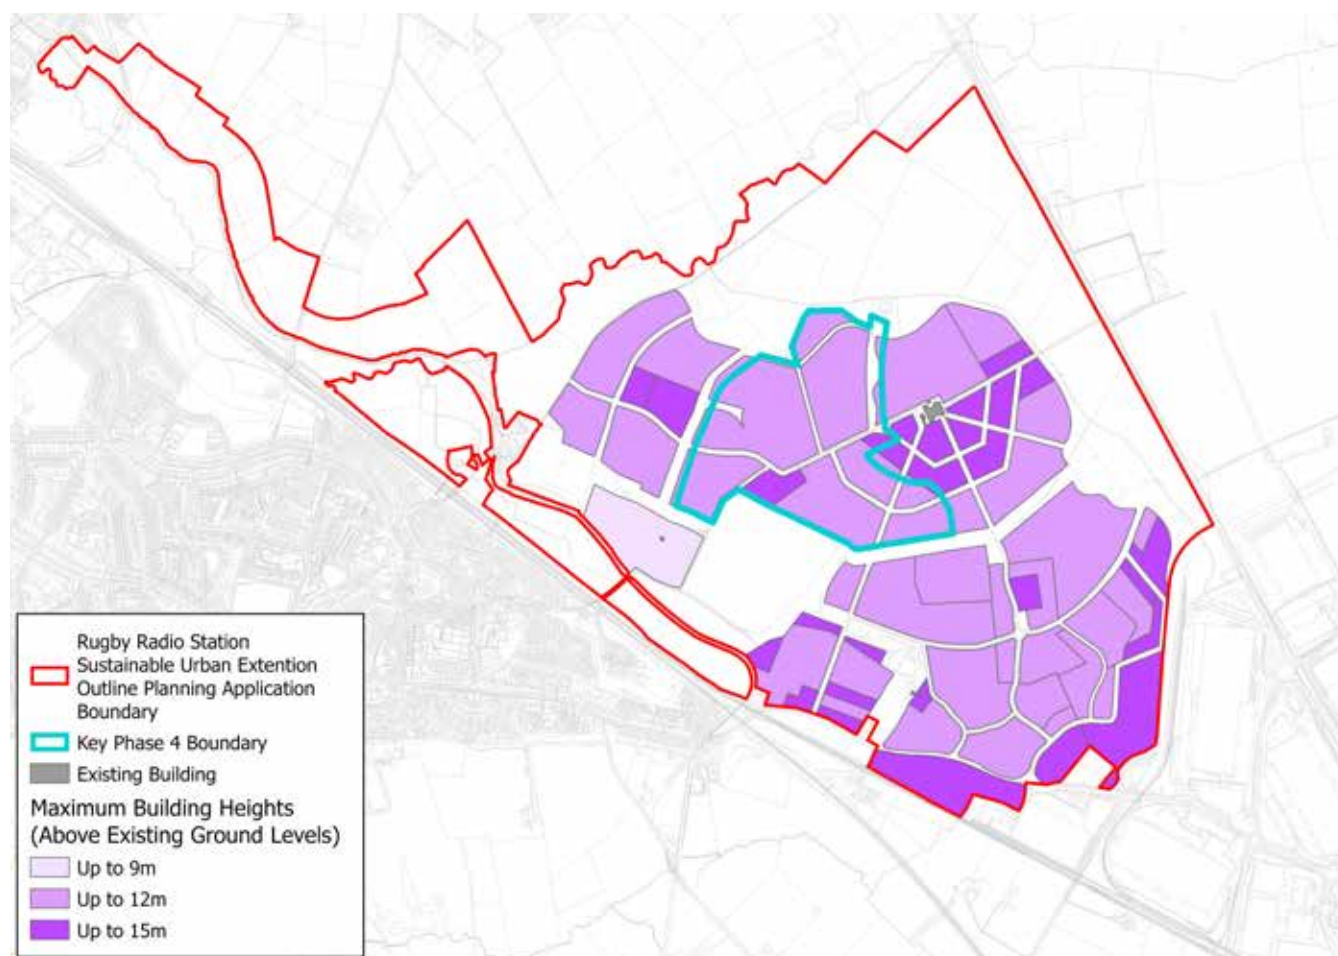 Rugby Radio Station
Sustainable Urban Extention
Outline Planning Application
Boundary
Key Phase 4 Boundary
Existing Building
Maximum Building Heights
(Above Existing Ground Levels)
Up to 9m
Up to 12m
Up to 15m